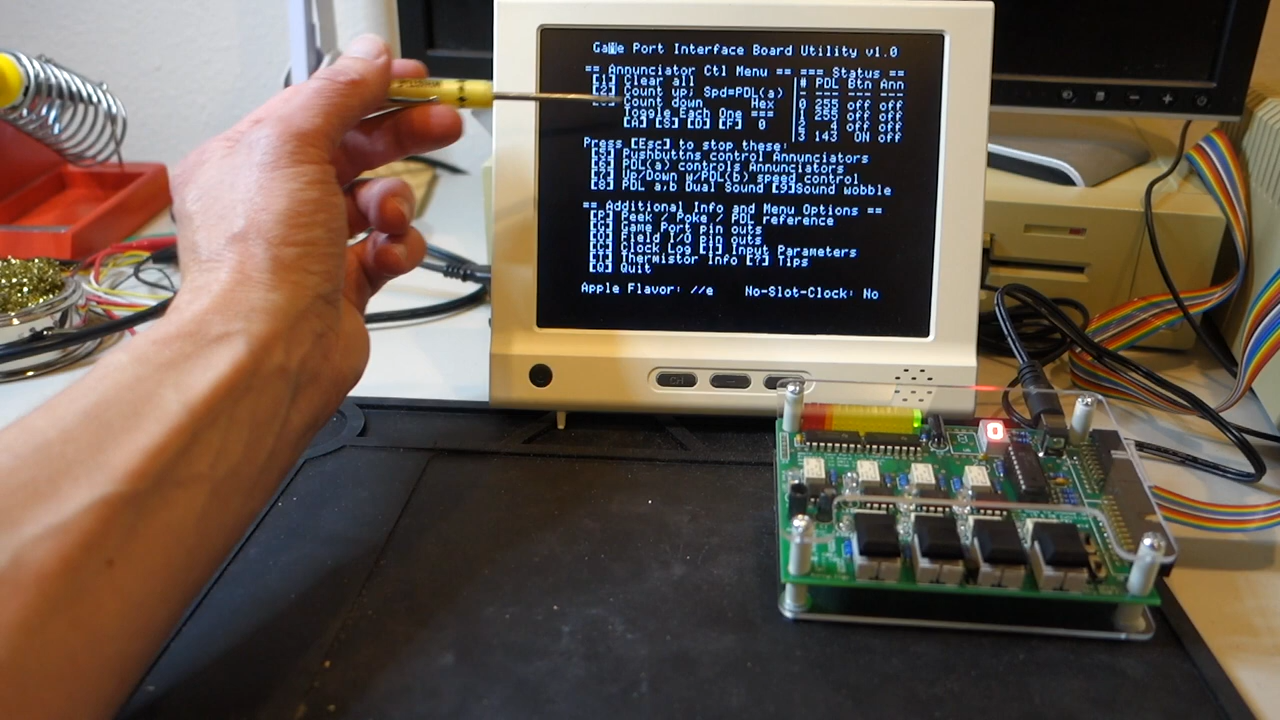 Game Port Interface Board Utility v1.0
== Annunciator Ctl Menu == === Status ==
[1] Clear all # PDL Btn Ann
Count up; Spd=PDL(a) - --- --- ---
Count down Hex 0 255 off off
Toggle Each One === 1 255 off off
[A] [S] [D] [F] 0 2 4 off off
3 143 ON off
Press [Esc] to stop these:
Pushbuttns control Annunciators
PDL(a) controls Annunciators
Up/Down w/PDL(b) speed control
[8] PDL a,b Dual Sound [9]Sound wobble
== Additional Info and Menu Options ==
[P] Peek / Poke / PDL reference
[G] Game Port pin outs
Field I/O pin outs
Clock Log [I] Input Parameters
[T] Thermistor Info [?] Tips
[Q] Quit
Apple Flavor: //e No-Slot-Clock: No
CH
0